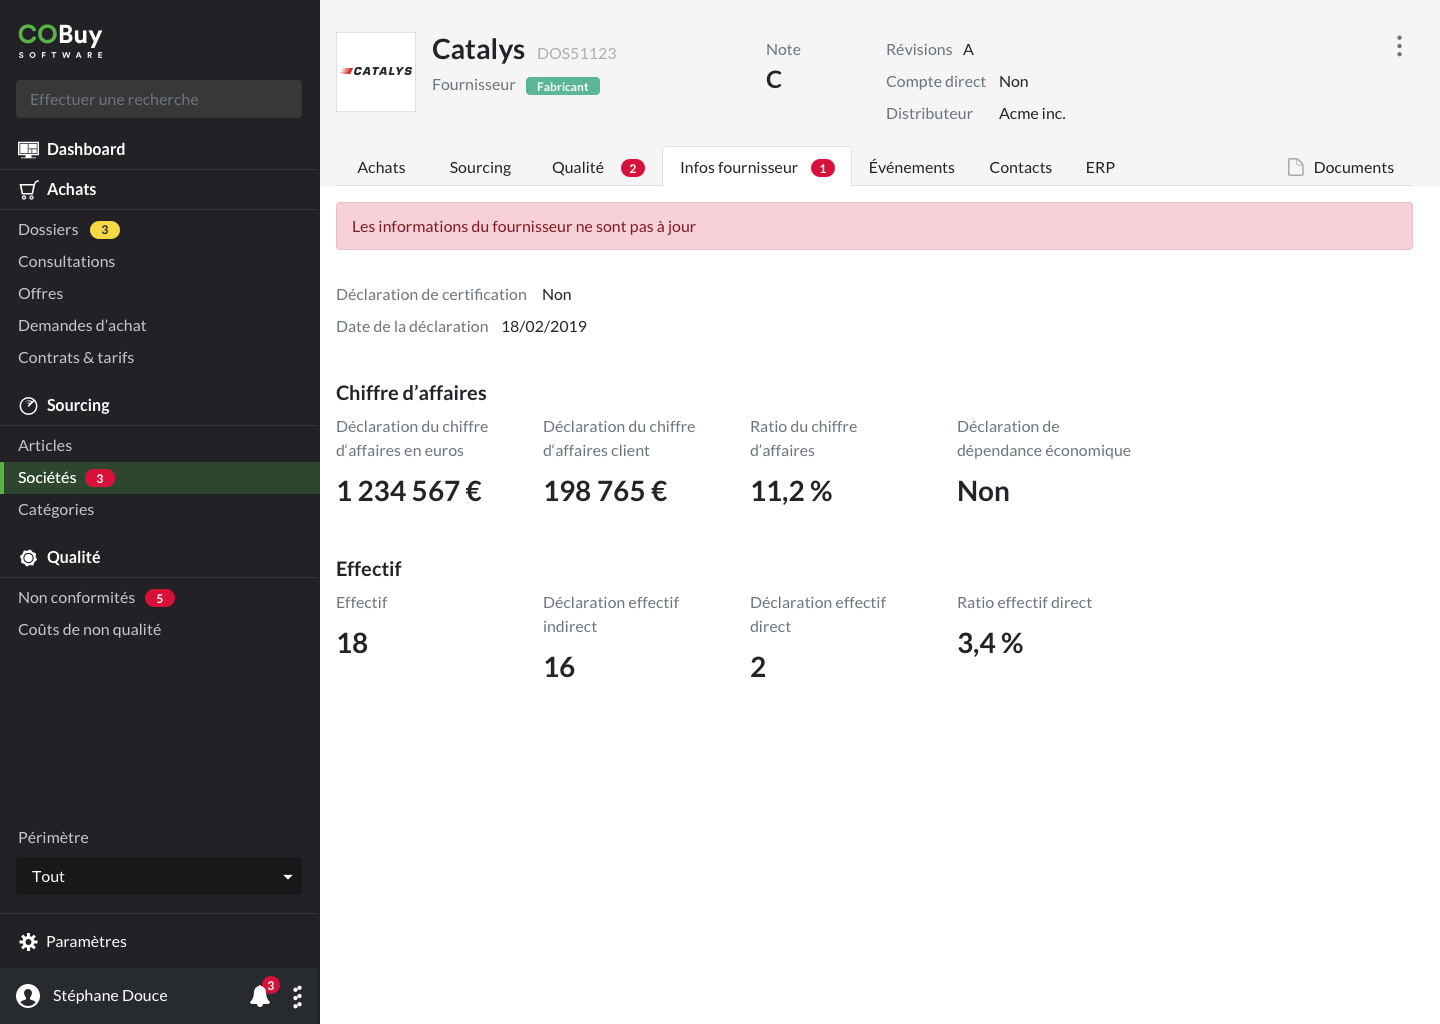 COBuy
SOFTWARE
Effectuer une recherche
Dashboard
Achats
Dossiers 3
Consultations
Offres
Demandes d’achat
Contrats & tarifs
Sourcing
Articles
Sociétés 3
Catégories
Qualité
Non conformités 5
Coûts de non qualité
Périmètre
Tout
Paramètres
Stéphane Douce 3
CATALYS
Catalys DOS51123
Fournisseur Fabricant
Note
C
Révisions A
Compte direct Non
Distributeur Acme inc.
Achats Sourcing Qualité 2 Infos fournisseur 1 Événements Contacts ERP Documents
Les informations du fournisseur ne sont pas à jour
Déclaration de certification Non
Date de la déclaration 18/02/2019
Chiffre d’affaires
Déclaration du chiffre
d‘affaires en euros
1 234 567 €
Déclaration du chiffre
d‘affaires client
198 765 €
Ratio du chiffre
d’affaires
11,2 %
Déclaration de
dépendance économique
Non
Effectif
Effectif
18
Déclaration effectif
indirect
16
Déclaration effectif
direct
2
Ratio effectif direct
3,4 %